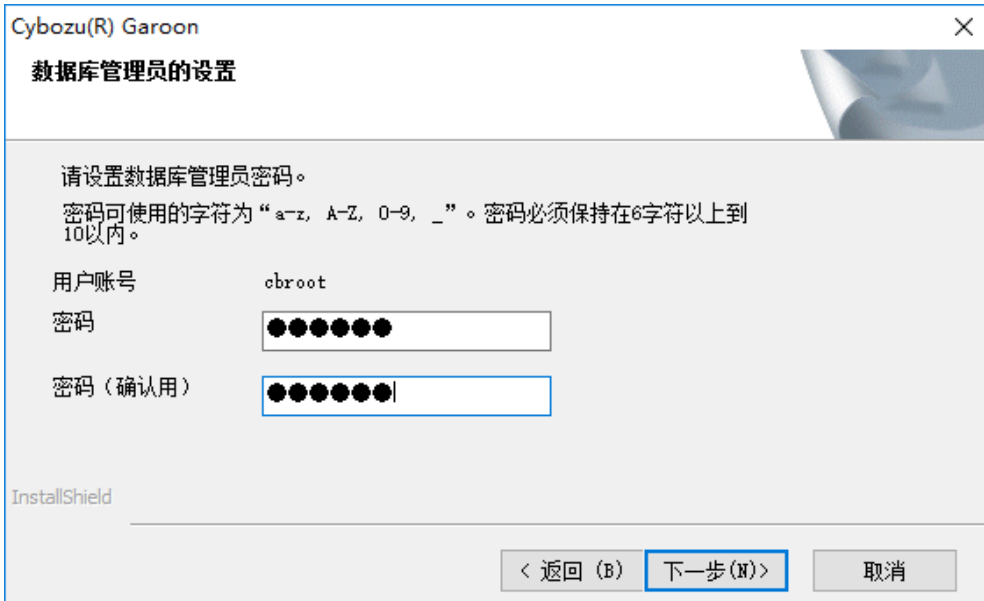 Cybozu(R) Garoon
数据库管理员的设置
请设置数据库管理员密码。
密码可使用的字符为“a-z, A-Z, 0-9, _”。密码必须保持在6字符以上到
10以内。
用户账号 cbroot
密码 ●●●●●●
密码（确认用） ●●●●●●
InstallShield
< 返回 (B) 下一步(N)> 取消